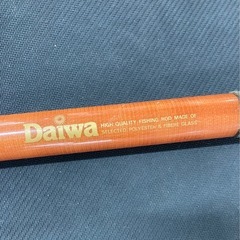 Daiwa
HIGH QUALITY FISHING ROD MADE OF
SELECTED POLYESTER & FIBRE GLASS